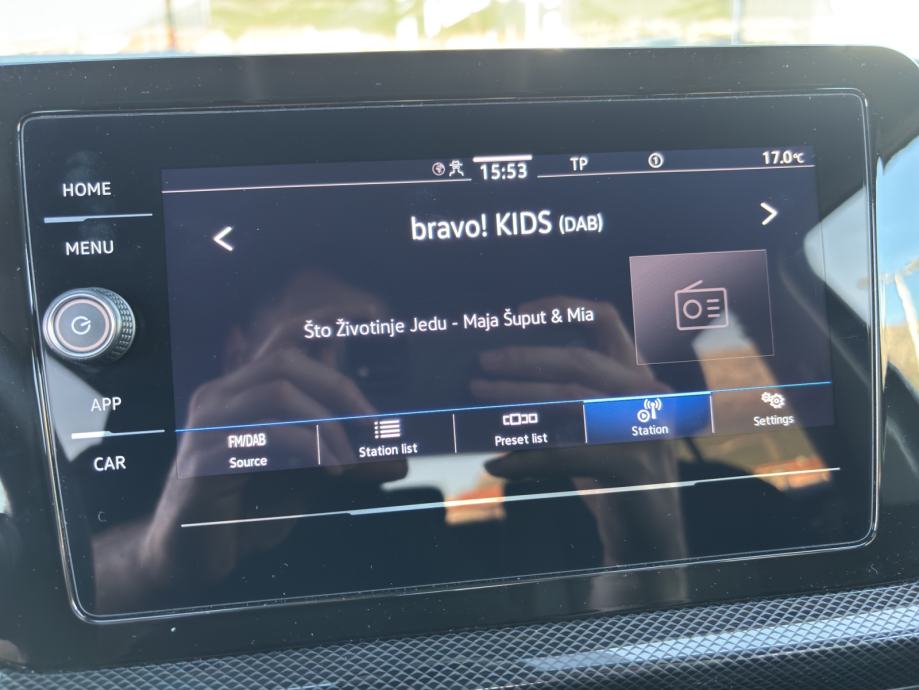 HOME
MENU
APP
CAR
15:53 TP 1 17.0°C
bravo! KIDS (DAB)
Što Životinje Jedu - Maja Šuput & Mia
FM/DAB
Source
Station list
Preset list
Station
Settings